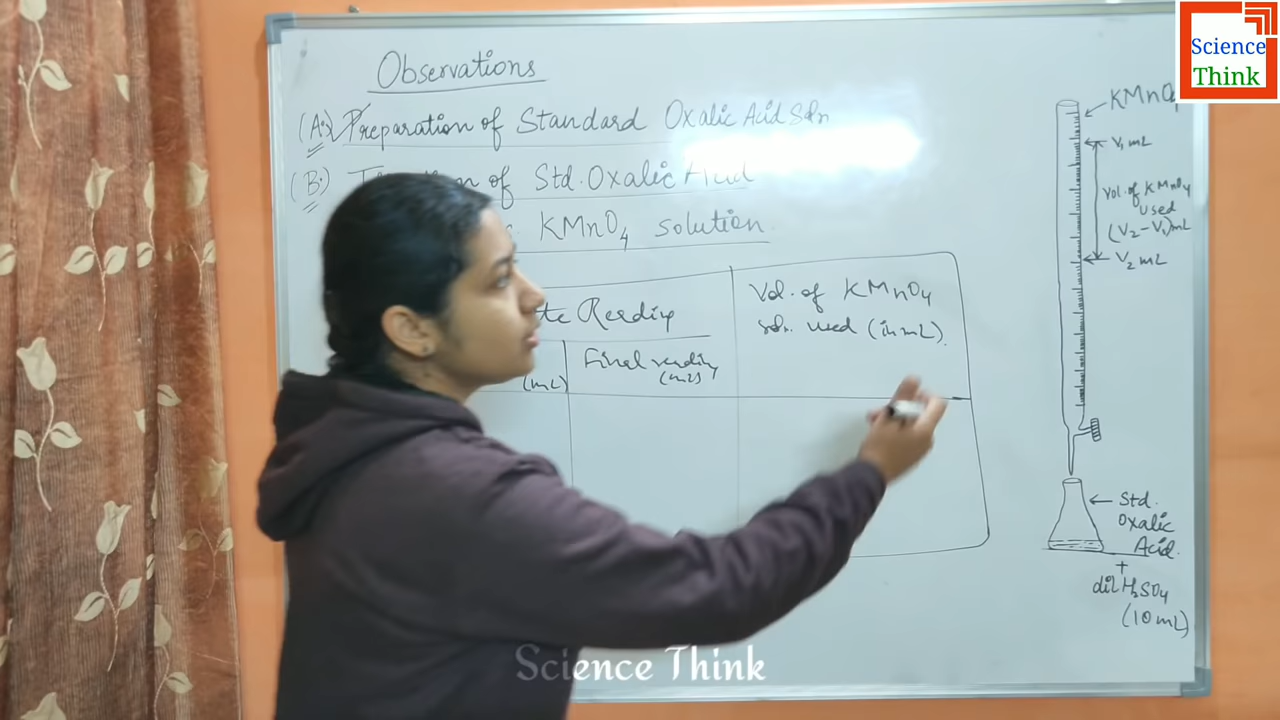 Science
Think
Observations
(A:) Preparation of Standard Oxalic Acid Soln
(B:) of Std. Oxalic Acid
KMnO4 solution
Reading
(mL)
Final reading
(mL)
Vol. of KMnO4
soln. used (in mL).
KMnO
V1 mL
Vol. of KMnO4
used
(V2-V1)mL
V2 mL
Std.
Oxalic
Acid.
+
dil H2SO4
(10 mL)
Science Think